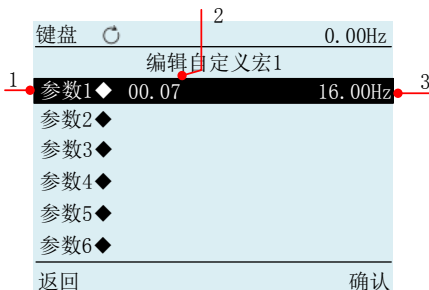 2
键盘 0.00Hz
编辑自定义宏1
1 参数1◆ 00.07 16.00Hz 3
参数2◆
参数3◆
参数4◆
参数5◆
参数6◆
返回 确认